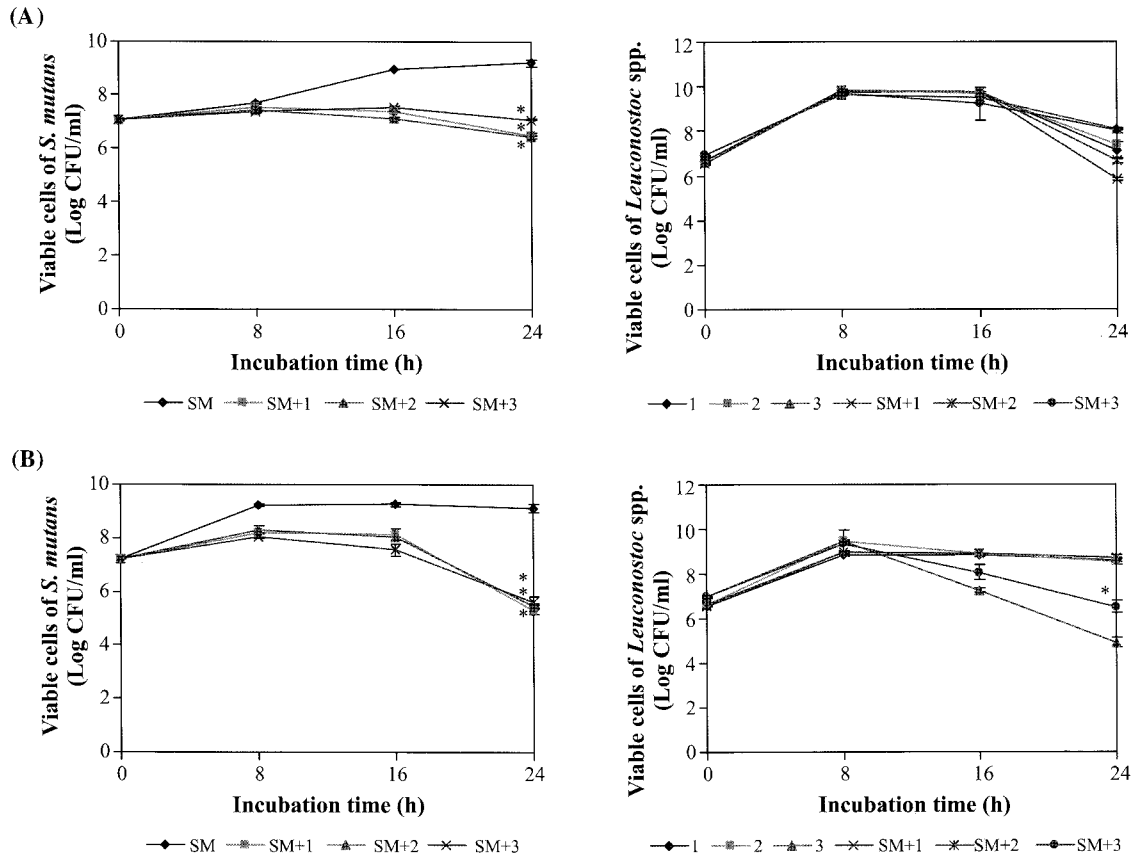 (A)
Viable cells of S. mutans
(Log CFU/ml)
10
8
6
4
2
0
*
*
*
0 8 16 24
Incubation time (h)
SM SM+1 SM+2 SM+3
Viable cells of Leuconostoc spp.
(Log CFU/ml)
12
10
8
6
4
2
0
0 8 16 24
Incubation time (h)
1 2 3 SM+1 SM+2 SM+3
(B)
Viable cells of S. mutans
(Log CFU/ml)
10
8
6
4
2
0
*
*
*
0 8 16 24
Incubation time (h)
SM SM+1 SM+2 SM+3
Viable cells of Leuconostoc spp.
(Log CFU/ml)
12
10
8
6
4
2
0
*
0 8 16 24
Incubation time (h)
1 2 3 SM+1 SM+2 SM+3